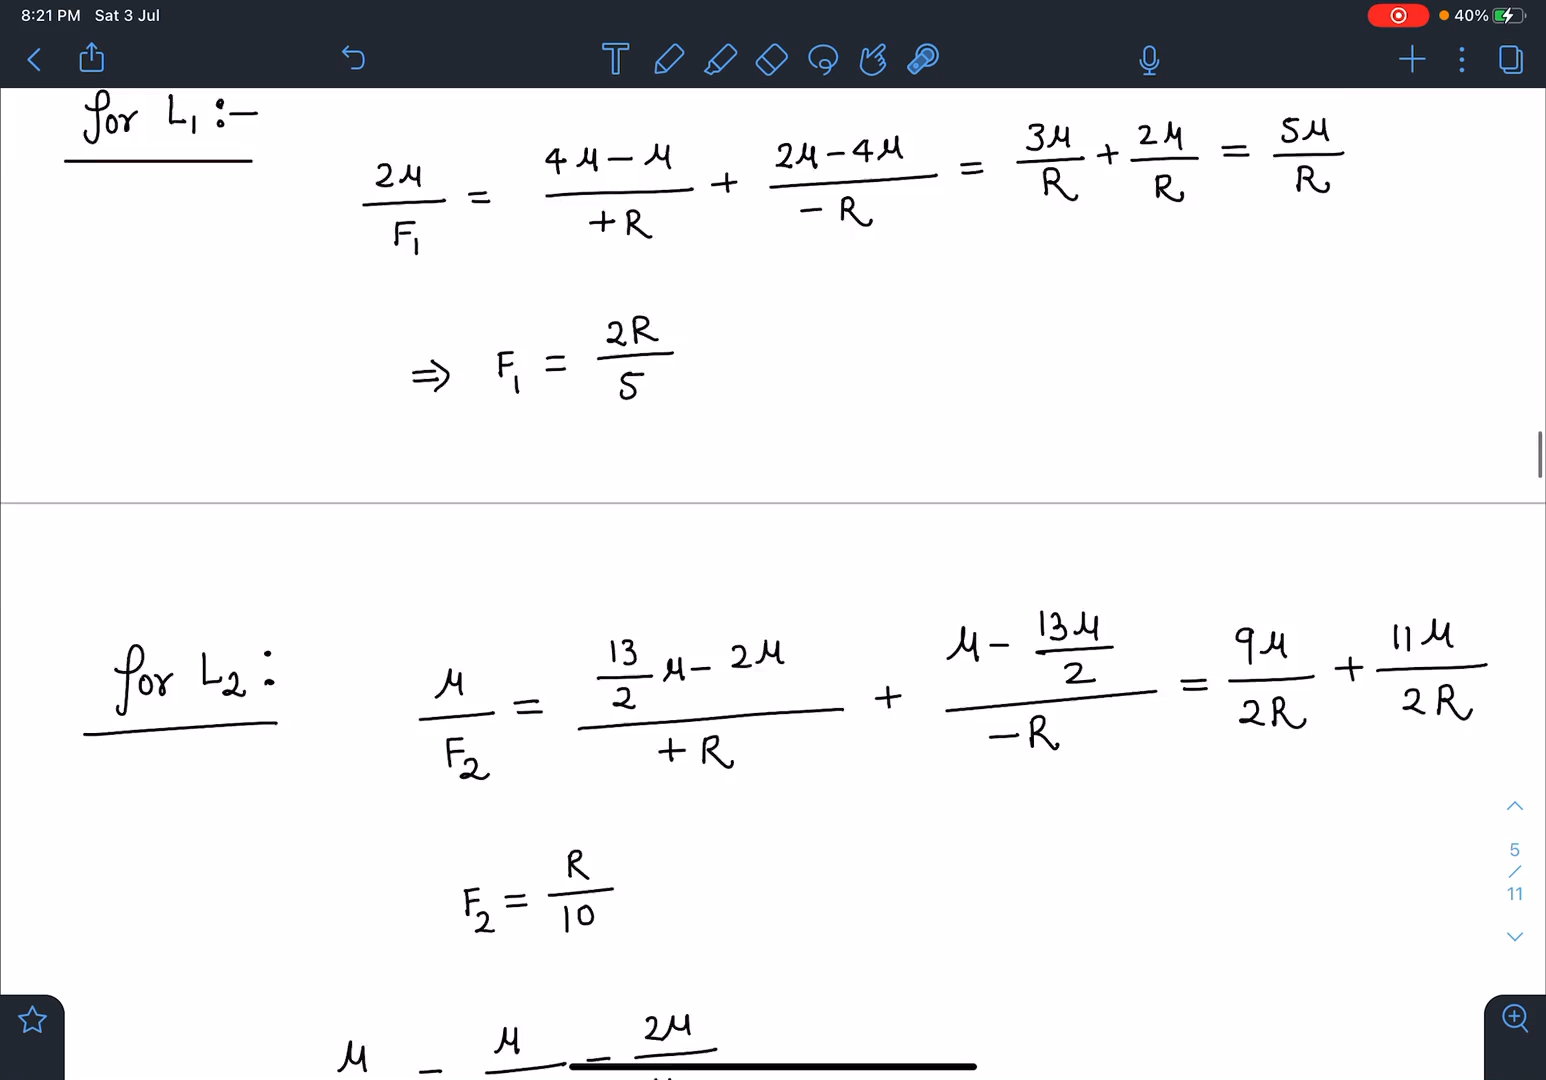 8:21 PM Sat 3 Jul 40%
for L₁ :−
2μ/F₁ = (4μ − μ)/(+R) + (2μ − 4μ)/(−R) = 3μ/R + 2μ/R = 5μ/R
⇒ F₁ = 2R/5
for L₂ :
μ/F₂ = (13/2 μ − 2μ)/(+R) + (μ − 13μ/2)/(−R) = 9μ/2R + 11μ/2R
5 / 11
F₂ = R/10
μ − μ − 2μ